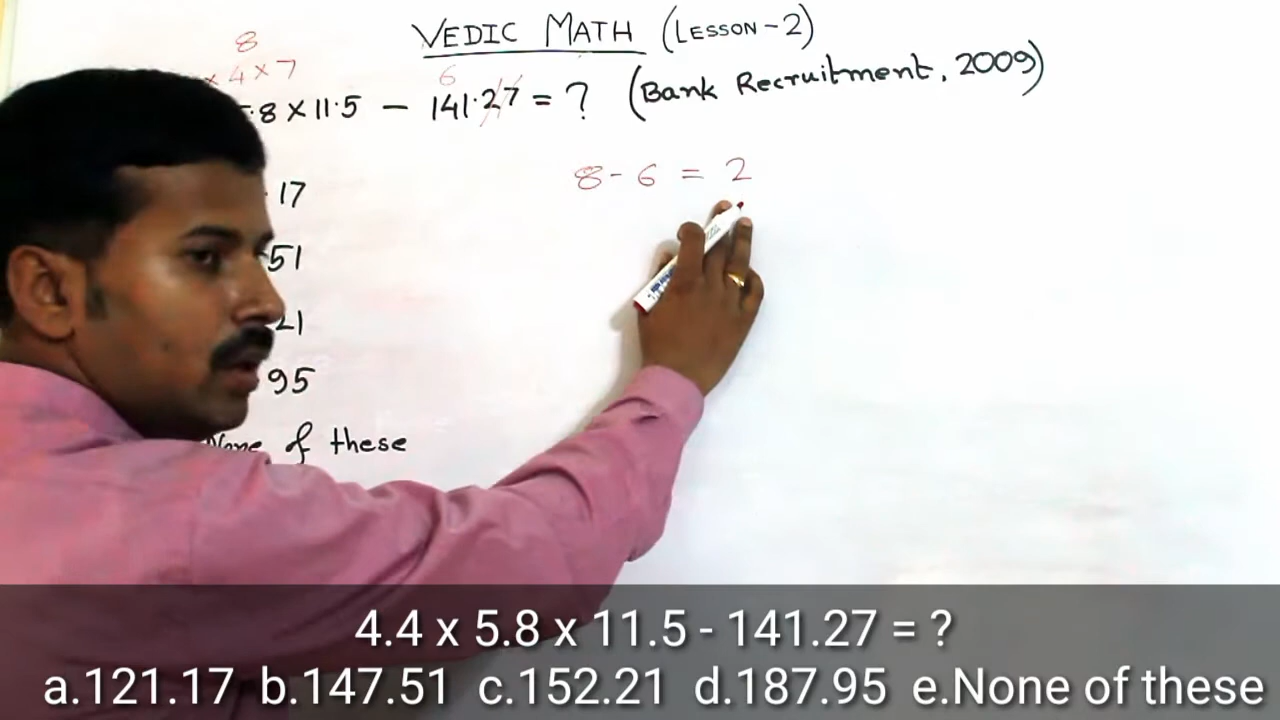 VEDIC MATH (LESSON-2)
8
× 4 × 7
6
.8 × 11.5 - 141.27 = ? (Bank Recruitment, 2009)
8 - 6 = 2
.17
51
21
95
None of these
4.4 x 5.8 x 11.5 - 141.27 = ?
a.121.17 b.147.51 c.152.21 d.187.95 e.None of these